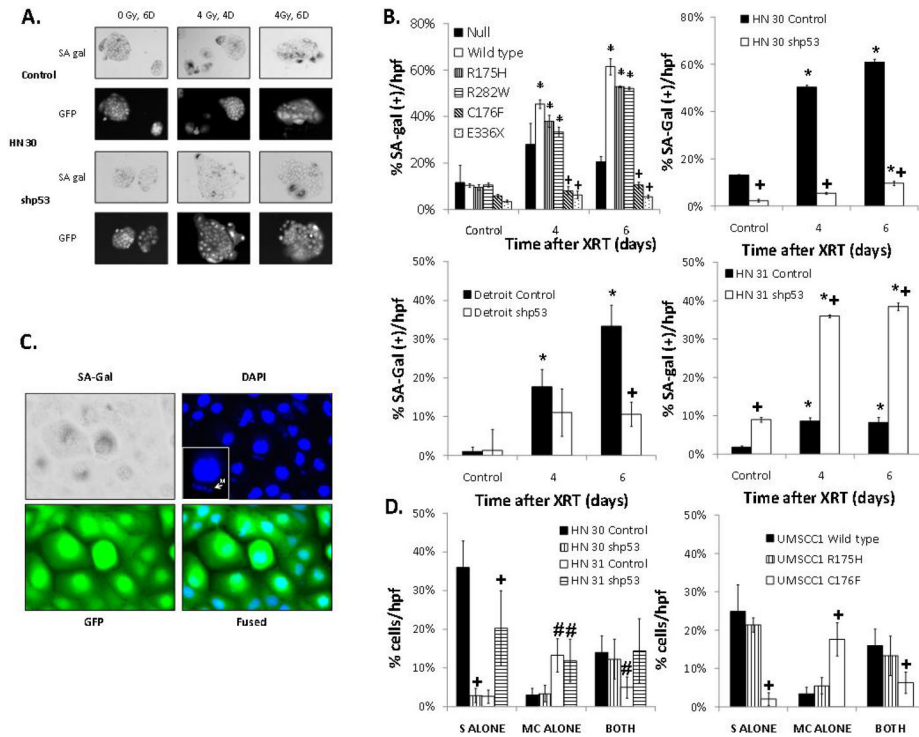 A.
0 Gy, 6D
4 Gy, 4D
4Gy, 6D
SA gal
Control
GFP
HN 30
SA gal
shp53
GFP
B.
% SA-gal (+)/hpf
80%
60%
40%
20%
0%
Null
Wild type
R175H
R282W
C176F
E336X
* * * + +
* * * + +
Control
4
6
Time after XRT (days)
% SA-Gal (+)/hpf
80%
60%
40%
20%
0%
HN 30 Control
HN 30 shp53
+
* +
* *+
Control
4
6
Time after XRT (days)
% SA-Gal (+)/hpf
50%
40%
30%
20%
10%
0%
Detroit Control
Detroit shp53
*
* +
Control
4
6
Time after XRT (days)
% SA-gal (+)/hpf
50%
40%
30%
20%
10%
0%
HN 31 Control
HN 31 shp53
+
* *+
* *+
Control
4
6
Time after XRT (days)
C.
SA-Gal
DAPI
GFP
Fused
D.
% cells/hpf
50%
40%
30%
20%
10%
0%
HN 30 Control
HN 30 shp53
HN 31 Control
HN 31 shp53
+ +
##
#
S ALONE
MC ALONE
BOTH
% cells/hpf
50%
40%
30%
20%
10%
0%
UMSCC1 Wild type
UMSCC1 R175H
UMSCC1 C176F
+
+
+
S ALONE
MC ALONE
BOTH